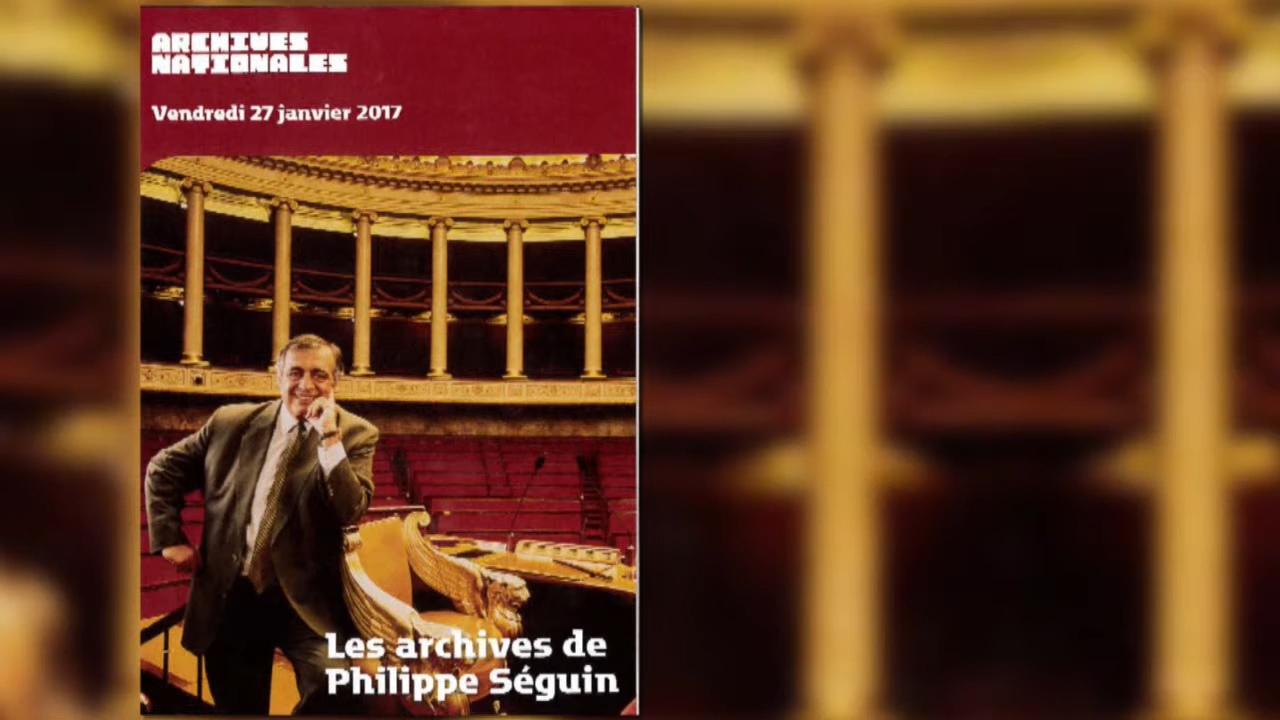 ARCHIVES
NATIONALES
Vendredi 27 janvier 2017
Les archives de
Philippe Séguin